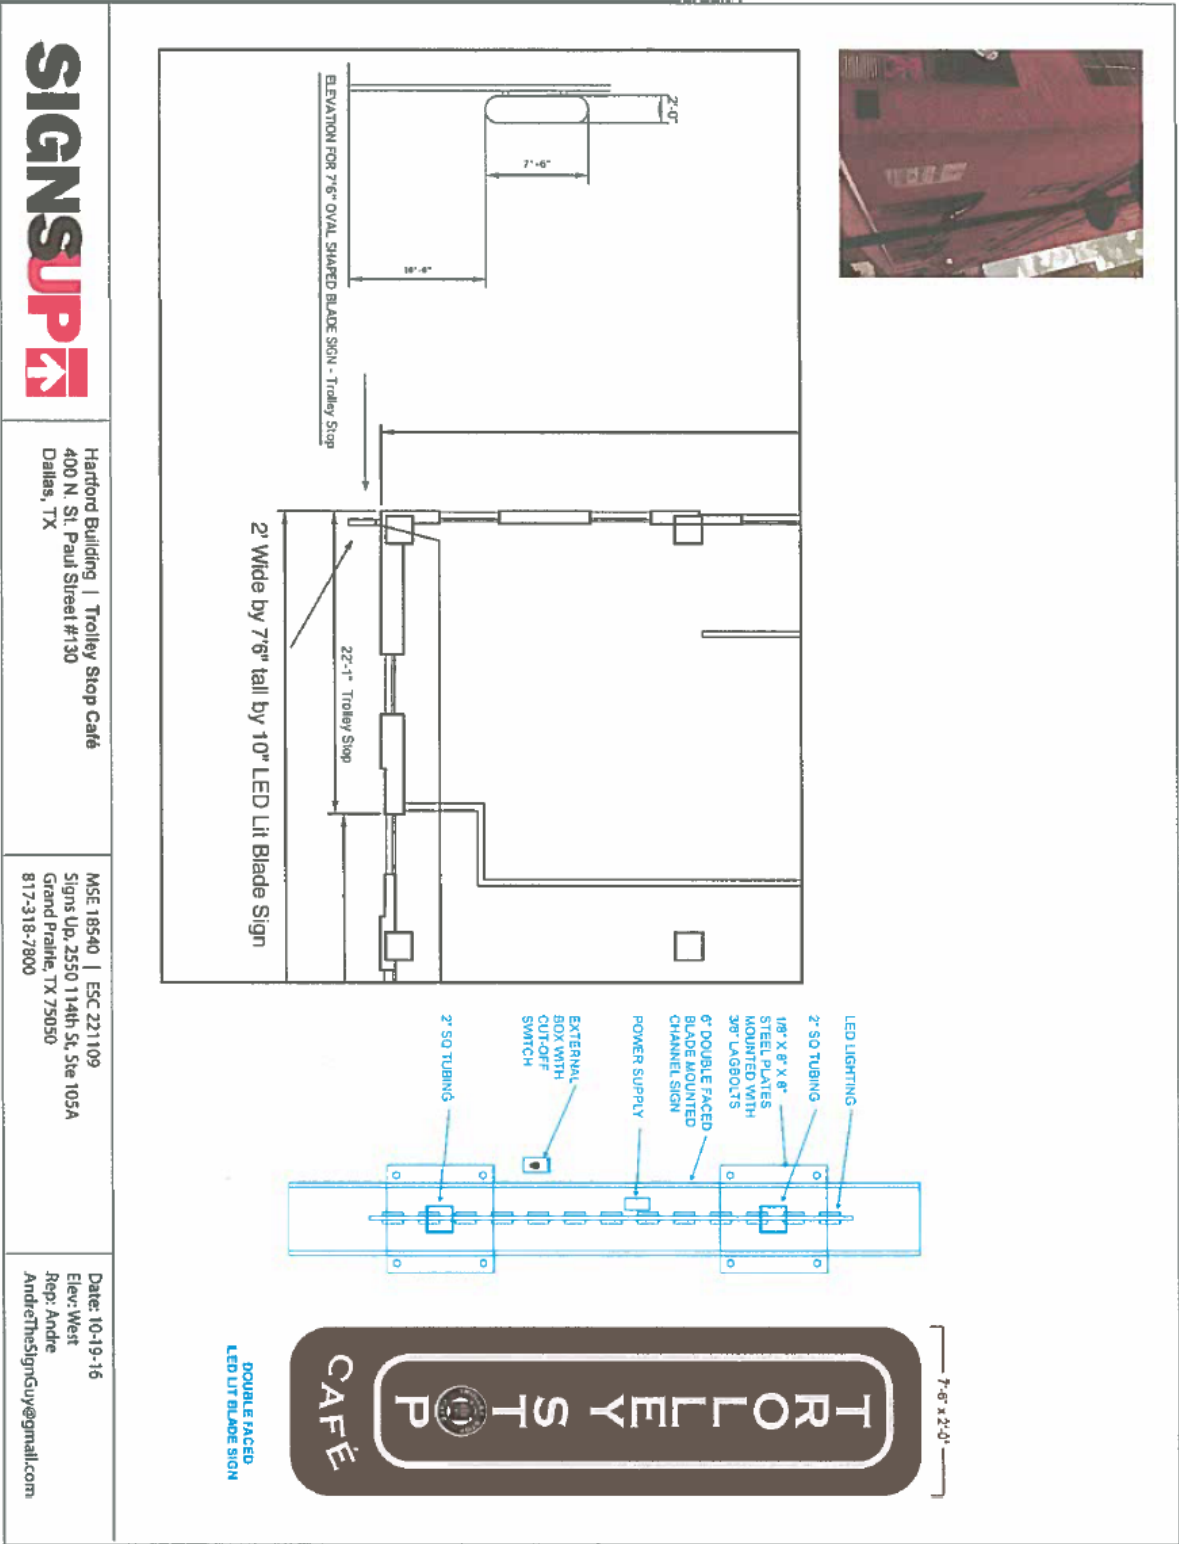 2'-0"
7'-6"
16'-6"
ELEVATION FOR 7'6" OVAL SHAPED BLADE SIGN - Trolley Stop
22'-1" Trolley Stop
2' Wide by 7'6" tall by 10" LED Lit Blade Sign
LED LIGHTING
2" SQ TUBING
1/8" X 8" X 8"
STEEL PLATES
MOUNTED WITH
3/8" LAGBOLTS
6" DOUBLE FACED
BLADE MOUNTED
CHANNEL SIGN
POWER SUPPLY
EXTERNAL
BOX WITH
CUT-OFF
SWITCH
2" SQ TUBING
7'-6" x 2'-0"
TROLLEY STOP
CAFÉ
DOUBLE FACED
LED LIT BLADE SIGN
SIGNSUP
Hartford Building | Trolley Stop Café
400 N. St. Paul Street #130
Dallas, TX
MSE 18540 | ESC 221109
Signs Up, 2550 114th St, Ste 105A
Grand Prairie, TX 75050
817-318-7800
Date: 10-19-16
Elev: West
Rep: Andre
AndreTheSignGuy@gmail.com